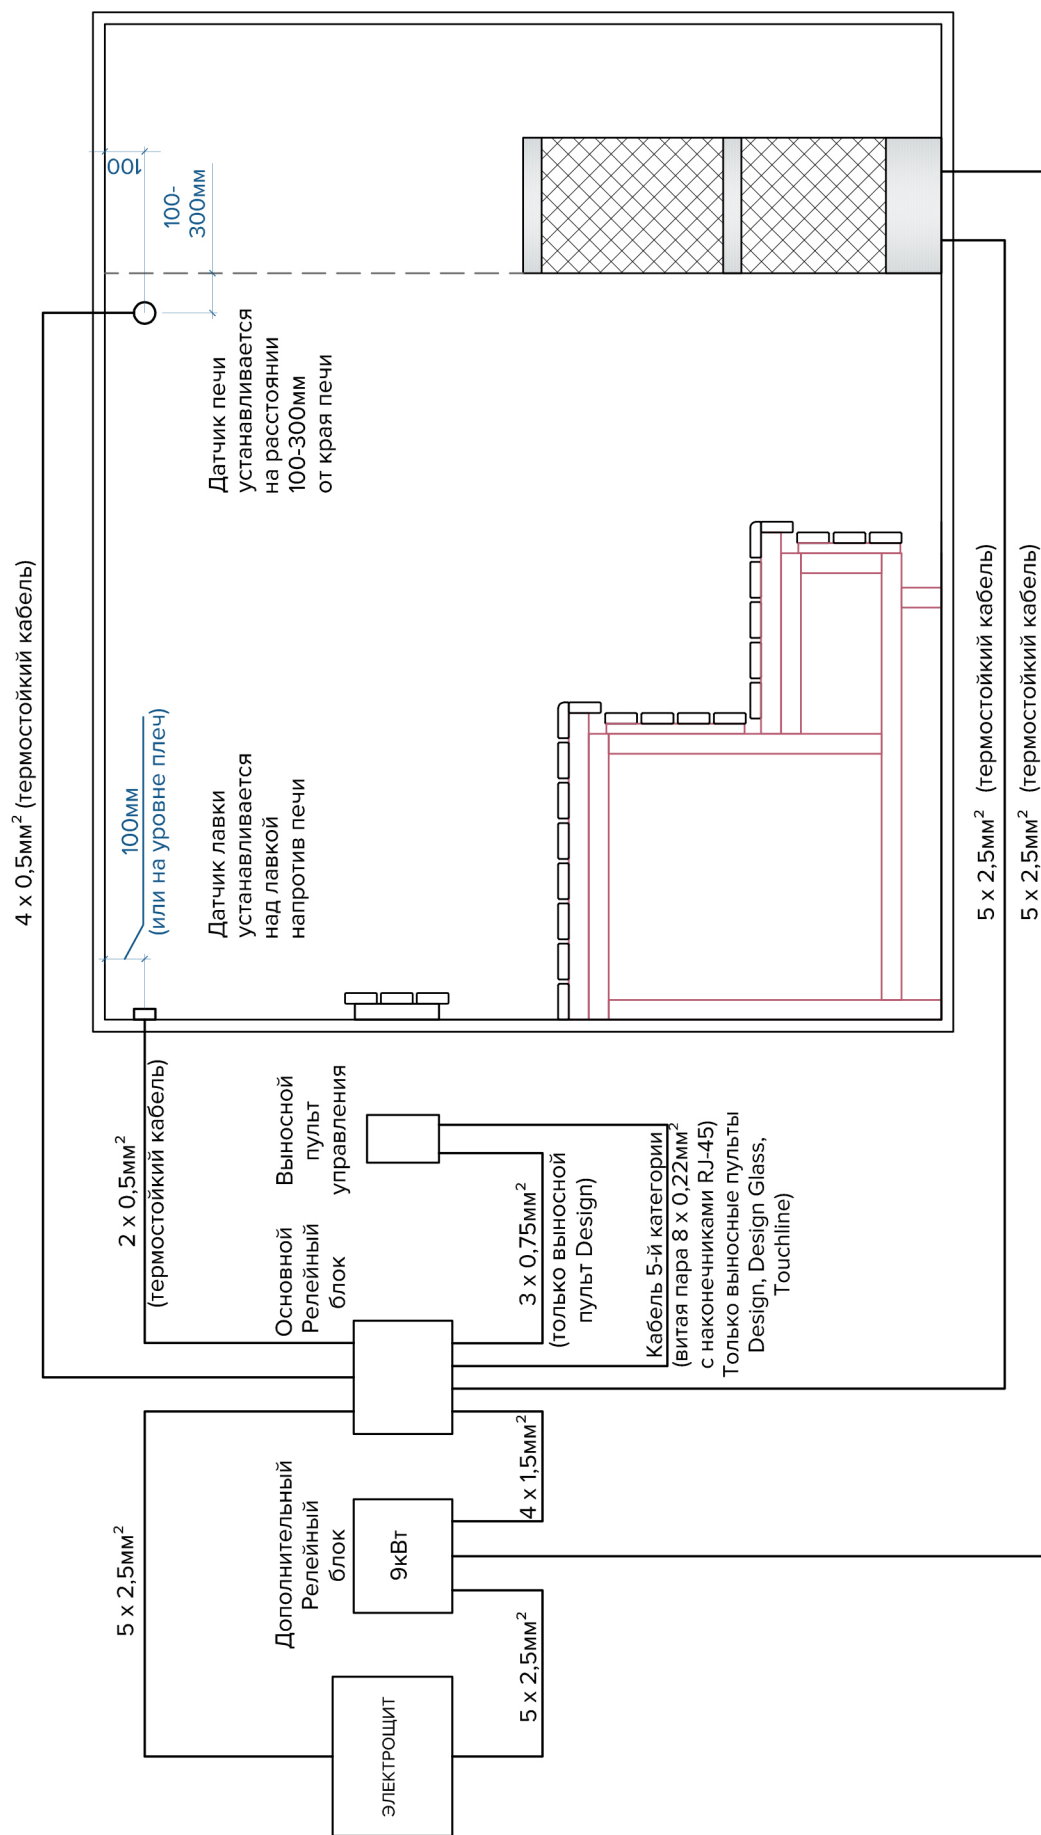 4 x 0,5мм² (термостойкий кабель)
100
100-
300мм
Датчик печи
устанавливается
на расстоянии
100-300мм
от края печи
100мм
(или на уровне плеч)
Датчик лавки
устанавливается
над лавкой
напротив печи
2 x 0,5мм²
(термостойкий кабель)
5 x 2,5мм²
ЭЛЕКТРОЩИТ
Дополнительный
Релейный
блок
9кВт
Основной
Релейный
блок
Выносной
пульт
управления
5 x 2,5мм²
4 x 1,5мм²
3 x 0,75мм²
(только выносной
пульт Design)
Кабель 5-й категории
(витая пара 8 x 0,22мм²
с наконечниками RJ-45)
Только выносные пульты
Design, Design Glass,
Touchline)
5 x 2,5мм² (термостойкий кабель)
5 x 2,5мм² (термостойкий кабель)